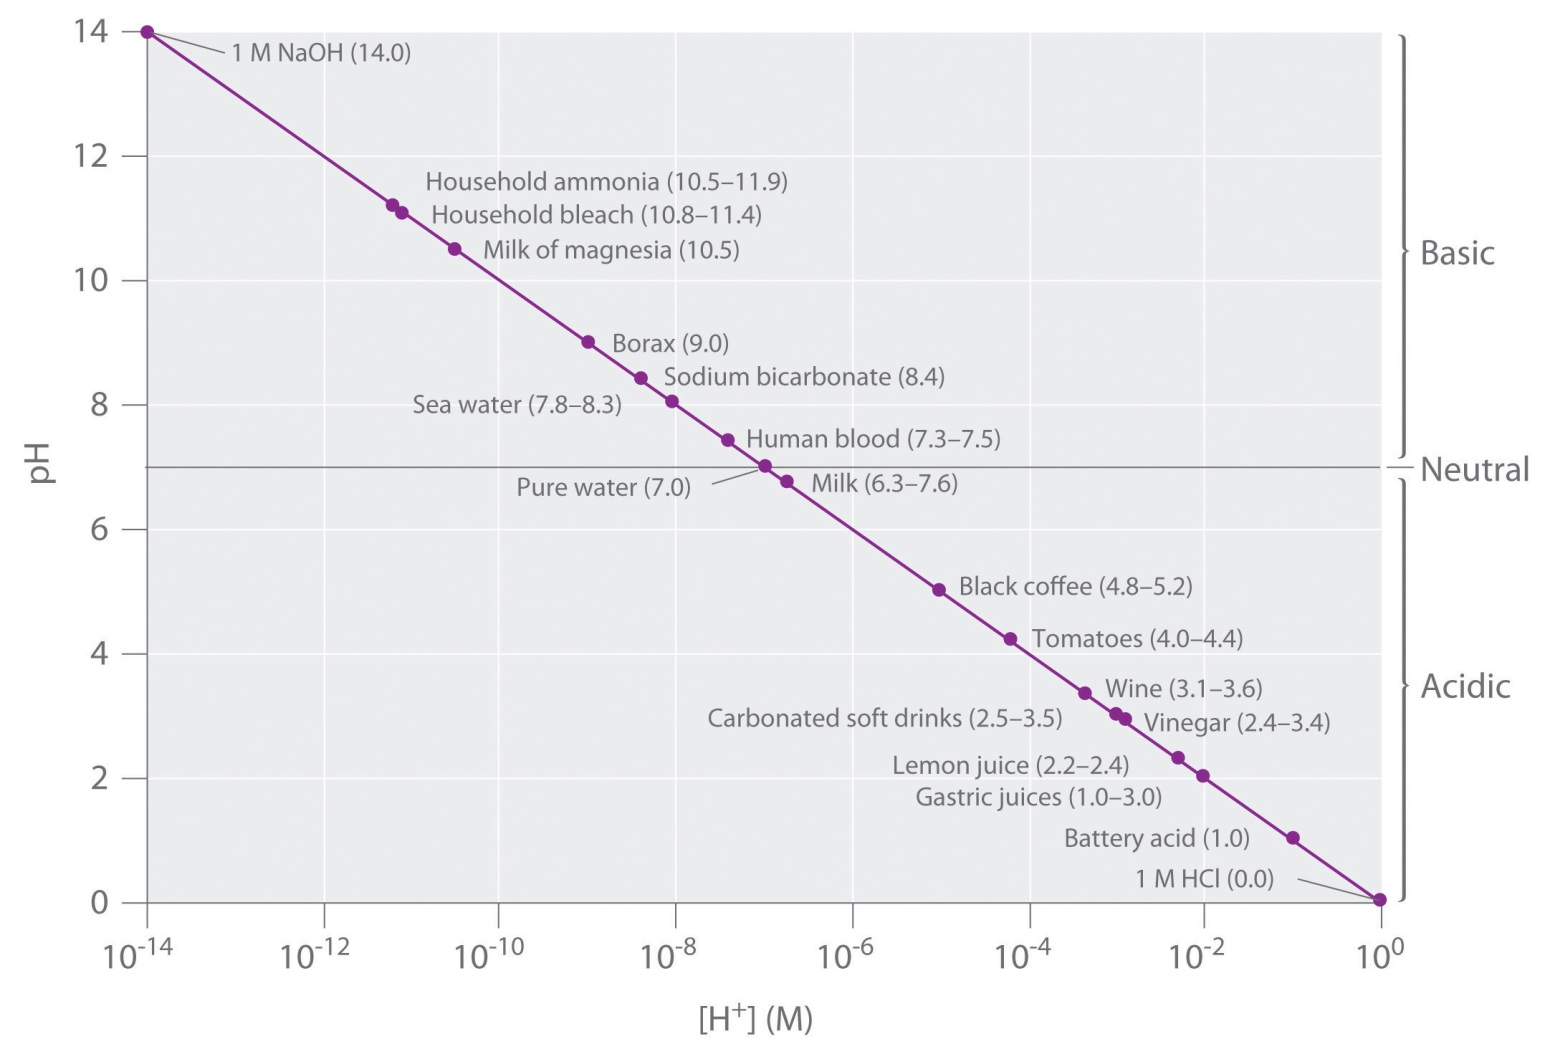 14
1 M NaOH (14.0)
12
Household ammonia (10.5–11.9)
Household bleach (10.8–11.4)
Milk of magnesia (10.5)
Basic
10
Borax (9.0)
Sodium bicarbonate (8.4)
8
Sea water (7.8–8.3)
Human blood (7.3–7.5)
pH
Neutral
Pure water (7.0)
Milk (6.3–7.6)
6
Black coffee (4.8–5.2)
4
Tomatoes (4.0–4.4)
Wine (3.1–3.6)
Acidic
Carbonated soft drinks (2.5–3.5)
Vinegar (2.4–3.4)
2
Lemon juice (2.2–2.4)
Gastric juices (1.0–3.0)
Battery acid (1.0)
1 M HCl (0.0)
0
10⁻¹⁴ 10⁻¹² 10⁻¹⁰ 10⁻⁸ 10⁻⁶ 10⁻⁴ 10⁻² 10⁰
[H⁺] (M)